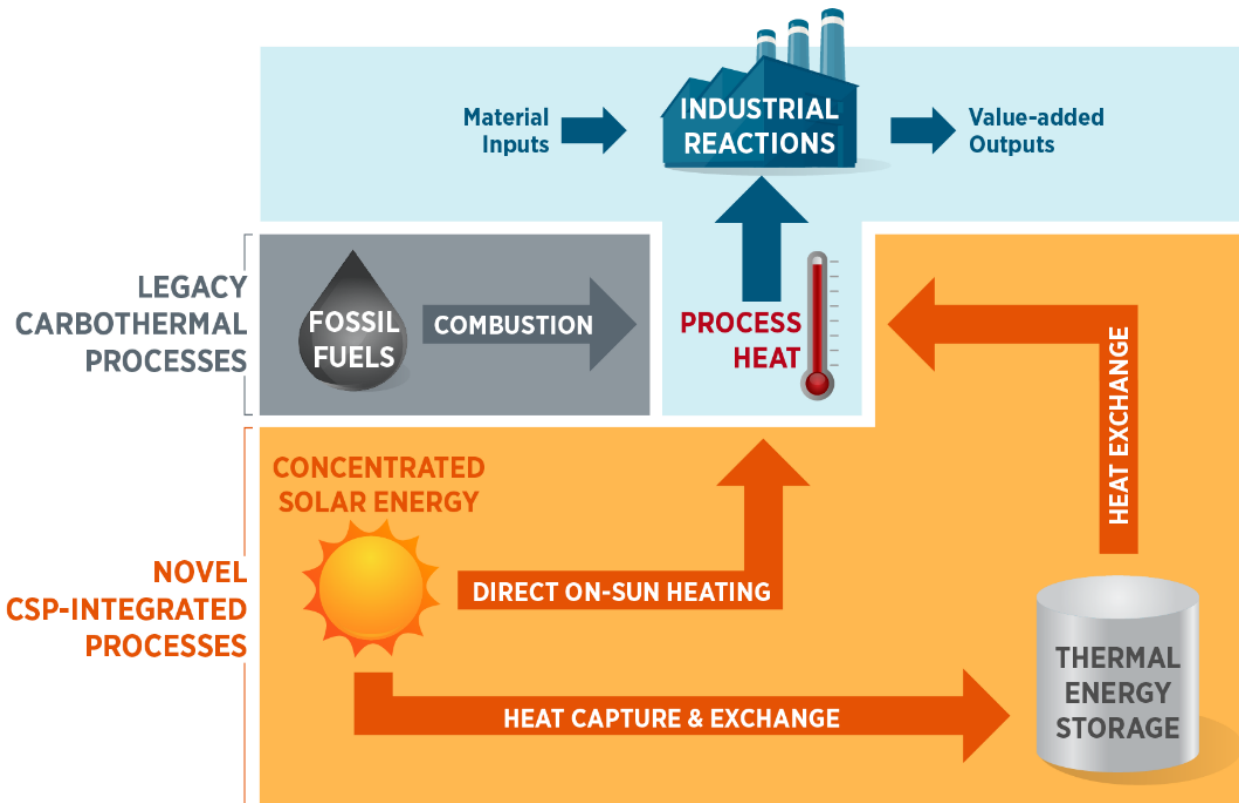 Material
Inputs
INDUSTRIAL
REACTIONS
Value-added
Outputs
LEGACY
CARBOTHERMAL
PROCESSES
FOSSIL
FUELS
COMBUSTION
PROCESS
HEAT
HEAT EXCHANGE
CONCENTRATED
SOLAR ENERGY
NOVEL
CSP-INTEGRATED
PROCESSES
DIRECT ON-SUN HEATING
HEAT CAPTURE & EXCHANGE
THERMAL
ENERGY
STORAGE